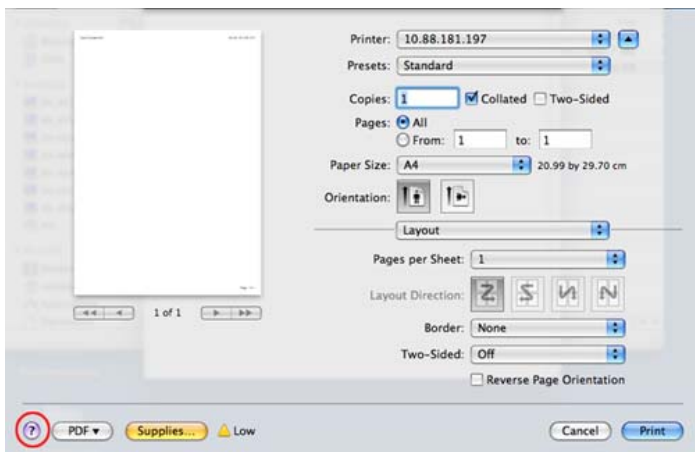 Printer: 10.88.181.197
Presets: Standard
Copies: 1 Collated Two-Sided
Pages: All
From: 1 to: 1
Paper Size: A4 20.99 by 29.70 cm
Orientation:
Layout
Pages per Sheet: 1
Layout Direction:
1 of 1
Border: None
Two-Sided: Off
Reverse Page Orientation
? PDF▼ Supplies... Low Cancel Print